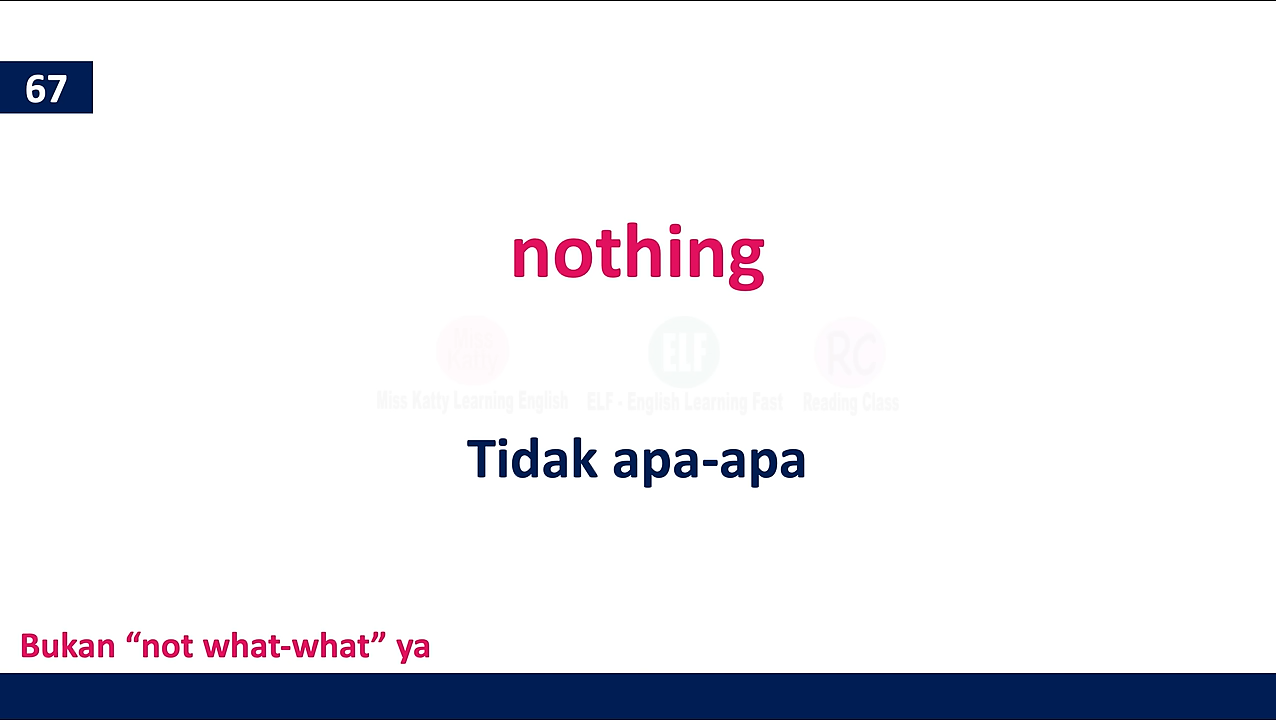 67
nothing
Miss Katty Learning English
ELF
ELF - English Learning Fast
RC
Reading Class
Tidak apa-apa
Bukan “not what-what” ya